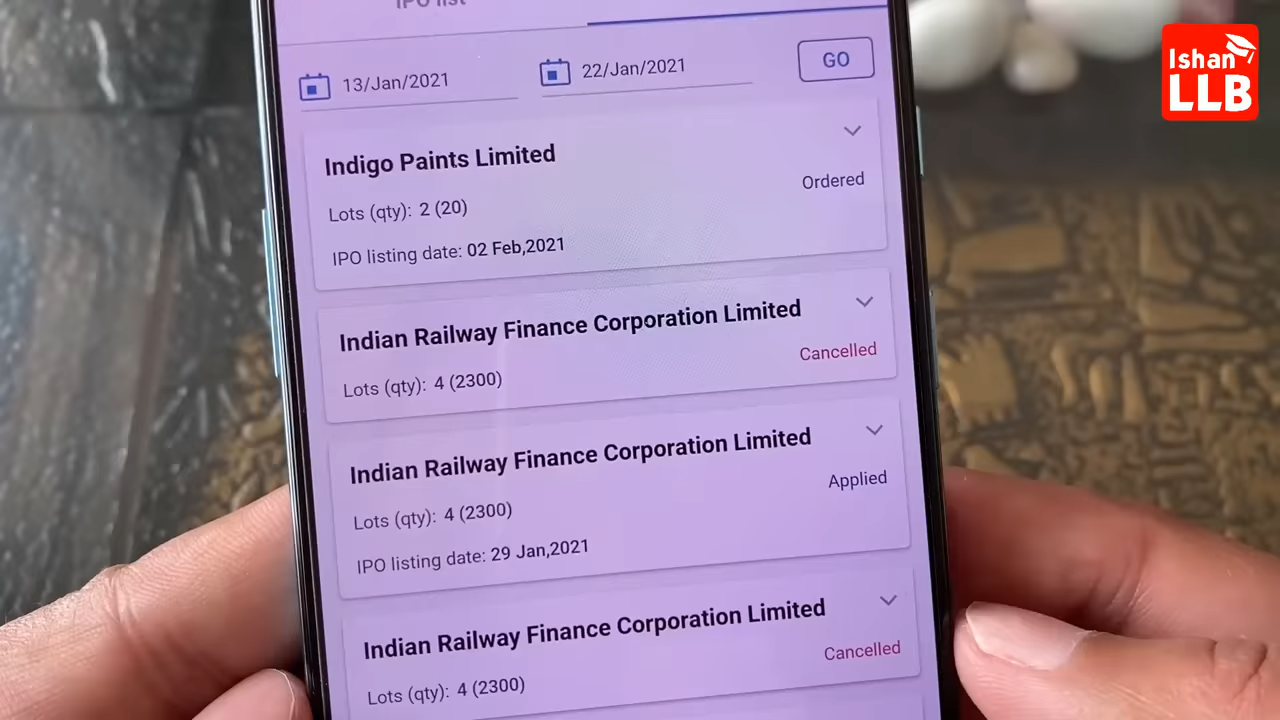 IPO list
13/Jan/2021
22/Jan/2021
GO
Indigo Paints Limited
Ordered
Lots (qty): 2 (20)
IPO listing date: 02 Feb,2021
Indian Railway Finance Corporation Limited
Cancelled
Lots (qty): 4 (2300)
Indian Railway Finance Corporation Limited
Applied
Lots (qty): 4 (2300)
IPO listing date: 29 Jan,2021
Indian Railway Finance Corporation Limited
Cancelled
Lots (qty): 4 (2300)
Ishan
LLB